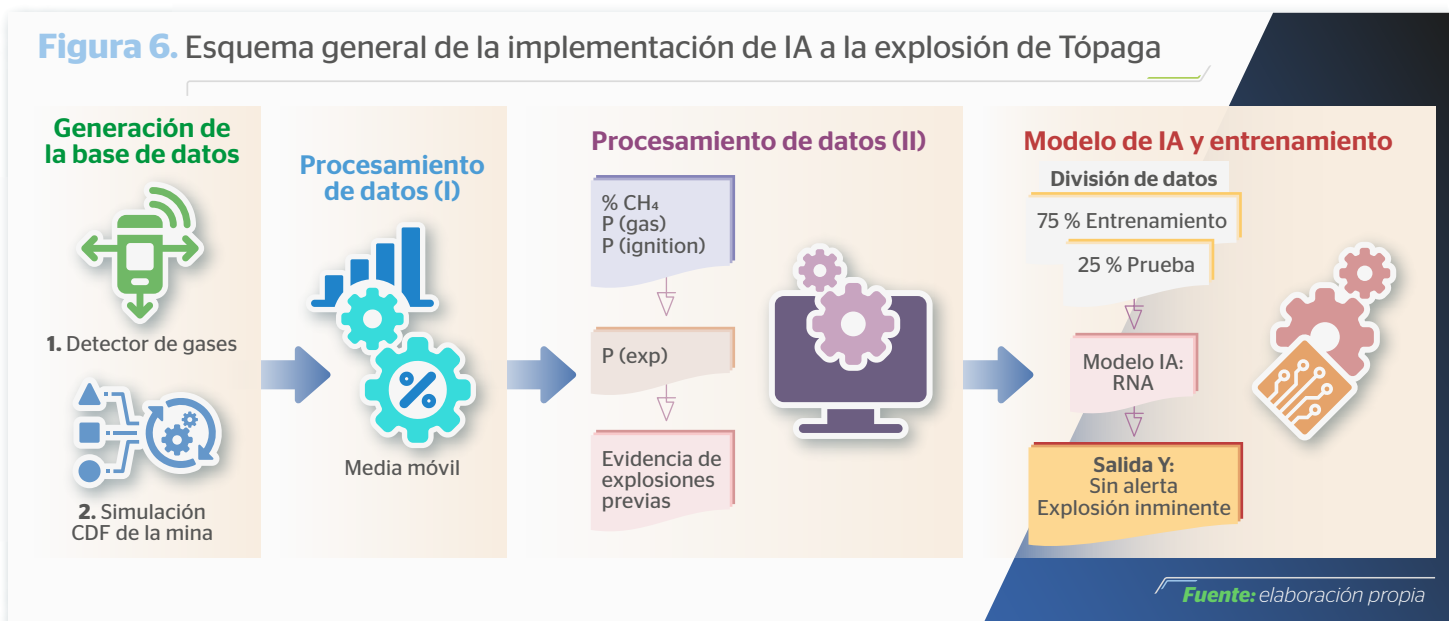 Figura 6. Esquema general de la implementación de IA a la explosión de Tópaga
Generación de
la base de datos
1. Detector de gases
2. Simulación
CDF de la mina
Procesamiento
de datos (I)
Media móvil
Procesamiento de datos (II)
% CH₄
P (gas)
P (ignition)
P (exp)
Evidencia de
explosiones
previas
Modelo de IA y entrenamiento
División de datos
75 % Entrenamiento
25 % Prueba
Modelo IA:
RNA
Salida Y:
Sin alerta
Explosión inminente
Fuente: elaboración propia